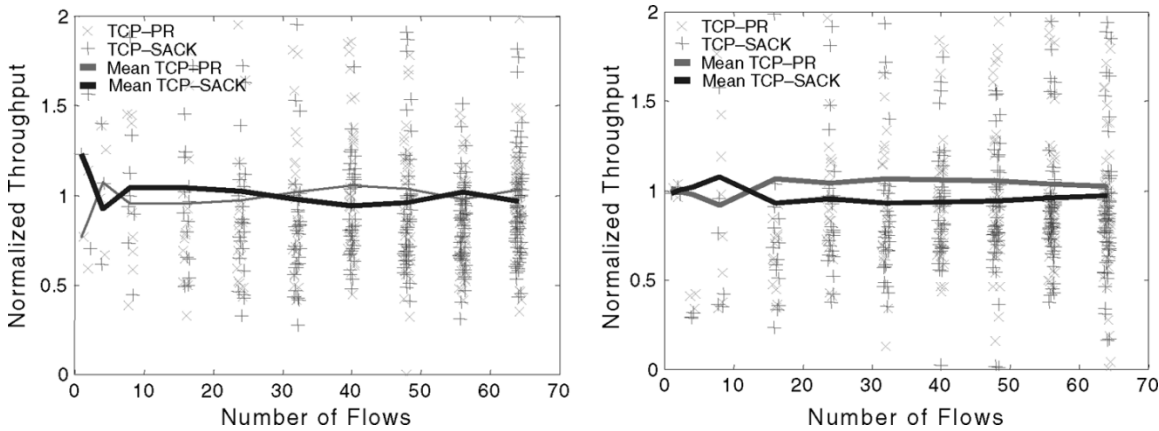 2
× TCP–PR
+ TCP–SACK
Mean TCP–PR
Mean TCP–SACK
1.5
1
0.5
0
0 10 20 30 40 50 60 70
Number of Flows
Normalized Throughput
2
× TCP–PR
+ TCP–SACK
Mean TCP–PR
Mean TCP–SACK
1.5
1
0.5
0
0 10 20 30 40 50 60 70
Number of Flows
Normalized Throughput